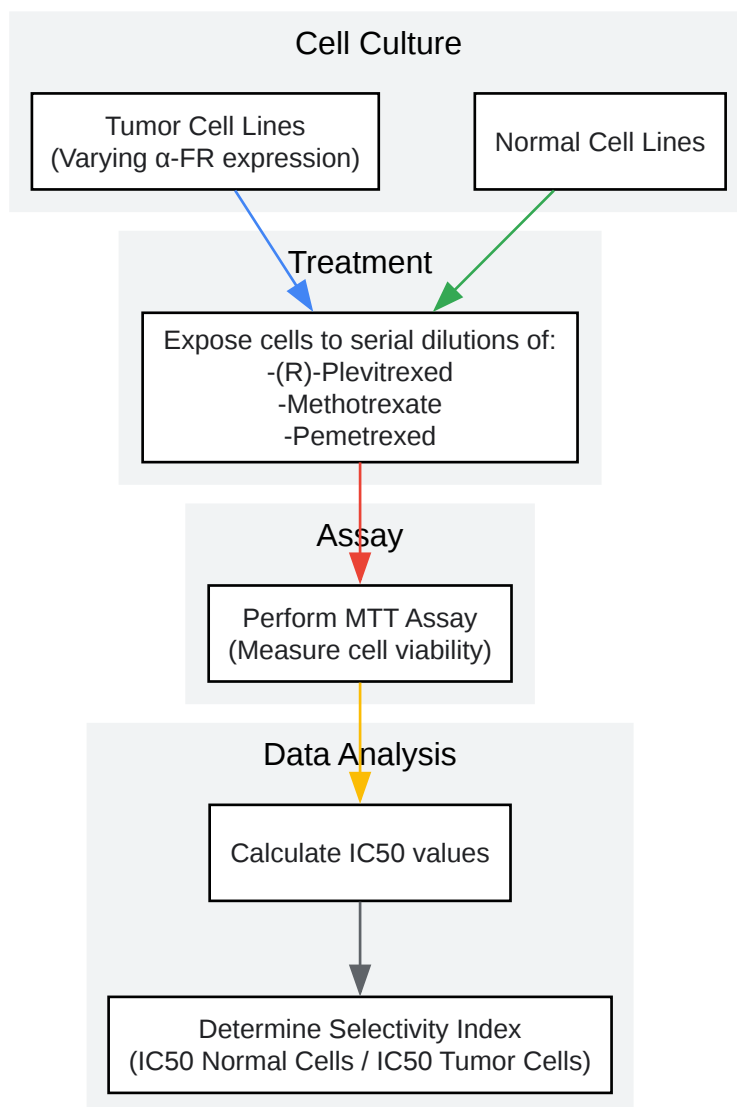 Cell Culture
Tumor Cell Lines
(Varying α-FR expression)
Normal Cell Lines
Treatment
Expose cells to serial dilutions of:
-(R)-Plevitrexed
-Methotrexate
-Pemetrexed
Assay
Perform MTT Assay
(Measure cell viability)
Data Analysis
Calculate IC50 values
Determine Selectivity Index
(IC50 Normal Cells / IC50 Tumor Cells)